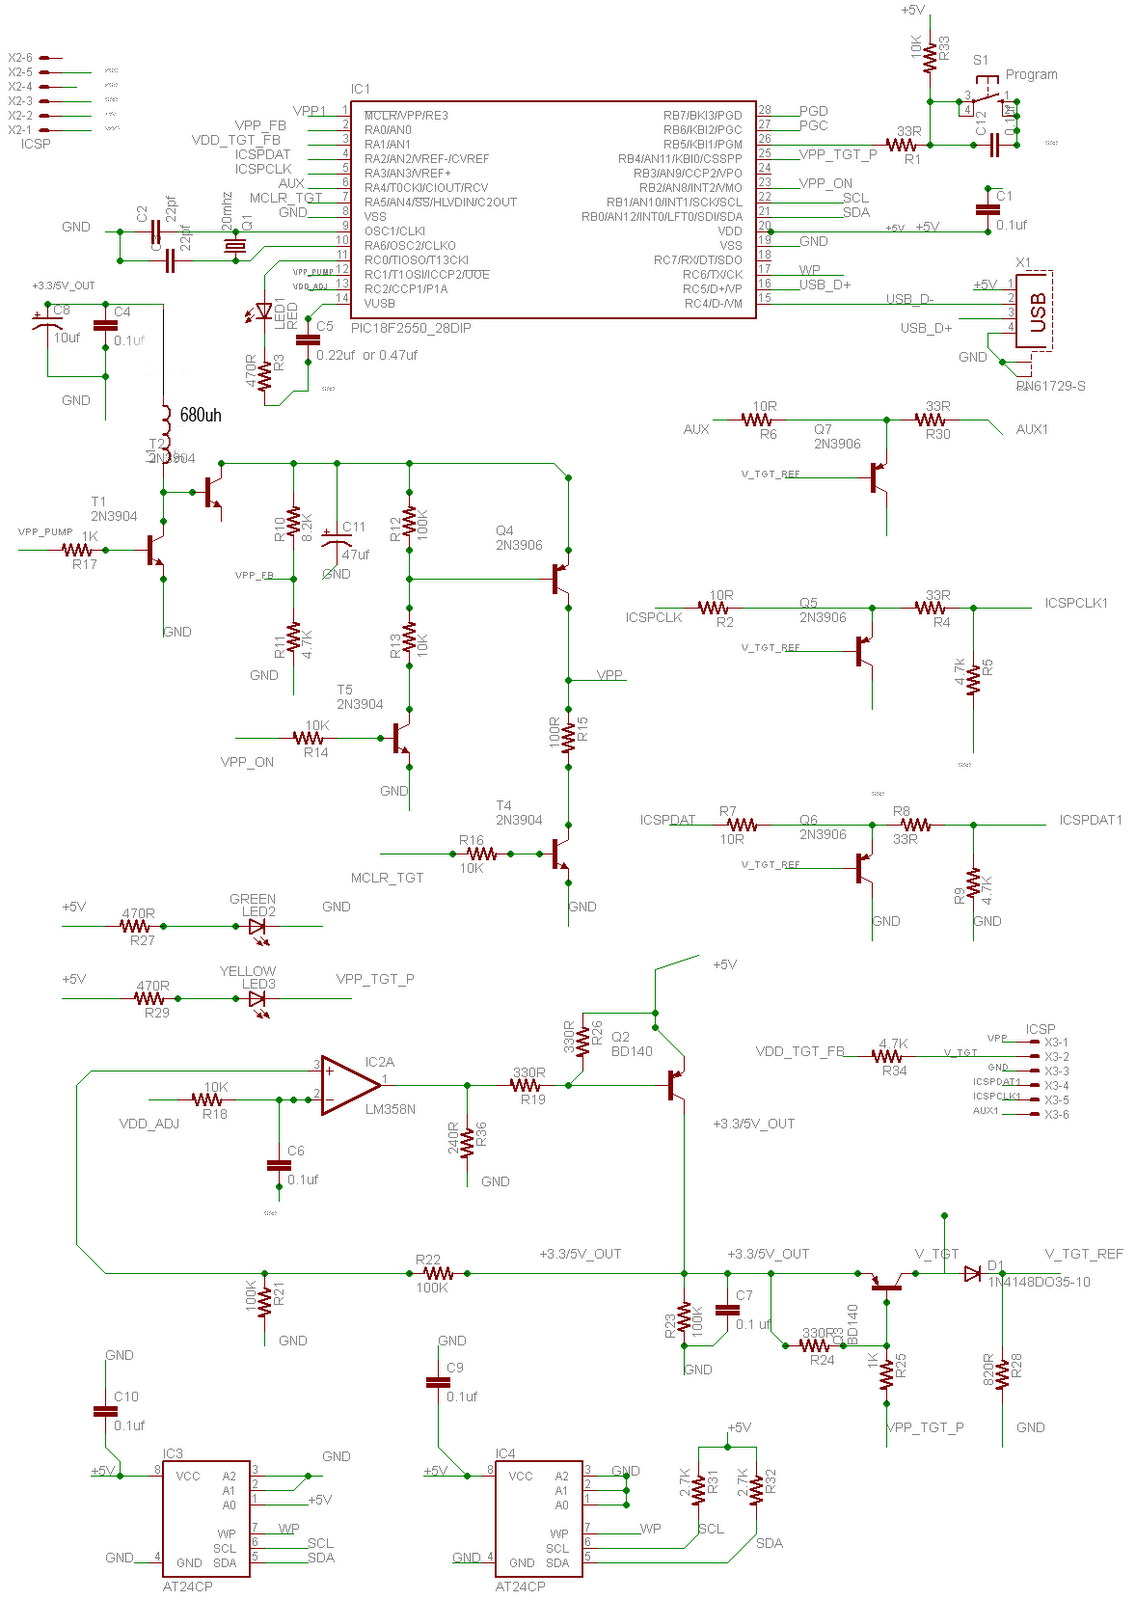 +5V
10K
R33
S1
Program
3
1
4
C12
0.1uf
X2-6
X2-5
X2-4
X2-3
X2-2
X2-1
ICSP
IC1
VPP1
VPP_FB
VDD_TGT_FB
ICSPDAT
ICSPCLK
AUX
MCLR_TGT
GND
1 MCLR/VPP/RE3
2 RA0/AN0
3 RA1/AN1
4 RA2/AN2/VREF-/CVREF
5 RA3/AN3/VREF+
6 RA4/T0CKI/CIOUT/RCV
7 RA5/AN4/SS/HLVDIN/C2OUT
8 VSS
9 OSC1/CLKI
10 RA6/OSC2/CLKO
11 RC0/TIOSO/T13CKI
12 RC1/T1OSI/ICCP2/UOE
13 RC2/CCP1/P1A
14 VUSB
RB7/BKI3/PGD 28 PGD
RB6/KBI2/PGC 27 PGC
RB5/KBI1/PGM 26
RB4/AN11/KBI0/CSSPP 25 VPP_TGT_P
RB3/AN9/CCP2/VPO 24
RB2/AN8/INT2/VMO 23 VPP_ON
RB1/AN10/INT1/SCK/SCL 22 SCL
RB0/AN12/INT0/LFT0/SDI/SDA 21 SDA
VDD 20 +5V +5V
VSS 19 GND
RC7/RX/DT/SDO 18
RC6/TX/CK 17 WP
RC5/D+/VP 16 USB_D+
RC4/D-/VM 15 USB_D-
PIC18F2550_28DIP
33R
R1
C1
0.1uf
GND
C2
22pf
22pf
20mhz
Q1
VPP_PUMP
VDD_ADJ
LED1
RED
470R
R3
C5
0.22uf or 0.47uf
X1
+5V 1
2
USB_D+ 3
4
USB
GND
PN61729-S
+3.3/5V_OUT
C8
10uf
C4
0.1uf
GND
680uh
T2
2N3904
T1
2N3904
VPP_PUMP
1K
R17
GND
R10
8.2K
C11
47uf
GND
VPP_FB
R11
4.7K
GND
R12
100K
R13
10K
Q4
2N3906
VPP
100R
R15
T5
2N3904
10K
R14
VPP_ON
GND
T4
2N3904
R16
10K
MCLR_TGT
GND
AUX
10R
R6
Q7
2N3906
33R
R30
AUX1
V_TGT_REF
ICSPCLK
10R
R2
Q5
2N3906
33R
R4
ICSPCLK1
V_TGT_REF
4.7k
R5
ICSPDAT
R7
10R
Q6
2N3906
R8
33R
ICSPDAT1
V_TGT_REF
GND
R9
4.7K
GND
+5V
470R
R27
GREEN
LED2
GND
+5V
470R
R29
YELLOW
LED3
VPP_TGT_P
+5V
330R
R26
Q2
BD140
IC2A
3
2
1
LM358N
10K
R18
VDD_ADJ
C6
0.1uf
330R
R19
240R
R36
GND
+3.3/5V_OUT
VDD_TGT_FB
4.7K
R34
V_TGT
ICSP
VPP X3-1
X3-2
GND X3-3
ICSPDAT1 X3-4
ICSPCLK1 X3-5
AUX1 X3-6
100K
R21
GND
R22
100K
+3.3/5V_OUT
+3.3/5V_OUT
R23
100K
C7
0.1 uf
GND
330R
R24
Q3
BD140
V_TGT
D1
1N4148DO35-10
V_TGT_REF
1K
R25
VPP_TGT_P
820R
R28
GND
GND
C10
0.1uf
IC3
+5V 8 VCC
GND 4 GND
A2 3 GND
A1 2
A0 1 +5V
WP 7 WP
SCL 6 SCL
SDA 5 SDA
AT24CP
GND
C9
0.1uf
IC4
+5V 8 VCC
GND 4 GND
A2 3 GND
A1 2
A0 1
WP 7 WP
SCL 6 SCL
SDA 5 SDA
AT24CP
+5V
2.7K
R31
2.7K
R32